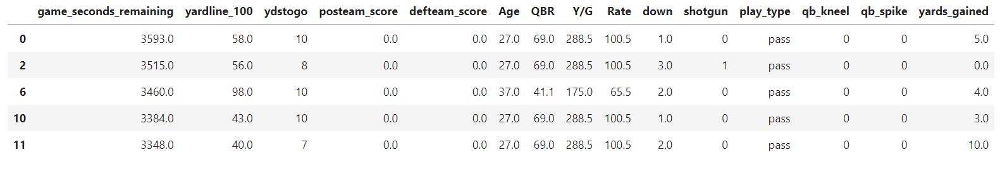 game_seconds_remaining yardline_100 ydstogo posteam_score defteam_score Age QBR Y/G Rate down shotgun play_type qb_kneel qb_spike yards_gained
0 3593.0 58.0 10 0.0 0.0 27.0 69.0 288.5 100.5 1.0 0 pass 0 0 5.0
2 3515.0 56.0 8 0.0 0.0 27.0 69.0 288.5 100.5 3.0 1 pass 0 0 0.0
6 3460.0 98.0 10 0.0 0.0 37.0 41.1 175.0 65.5 2.0 0 pass 0 0 4.0
10 3384.0 43.0 10 0.0 0.0 27.0 69.0 288.5 100.5 1.0 0 pass 0 0 3.0
11 3348.0 40.0 7 0.0 0.0 27.0 69.0 288.5 100.5 2.0 0 pass 0 0 10.0